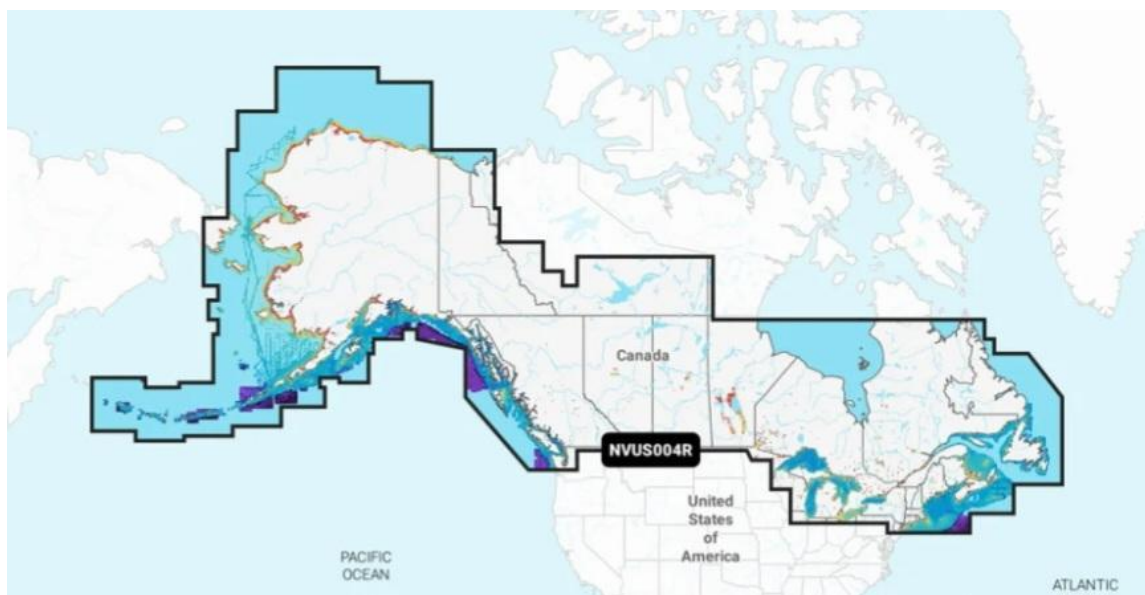 Canada
NVUS004R
United
States
of
America
PACIFIC
OCEAN
ATLANTIC